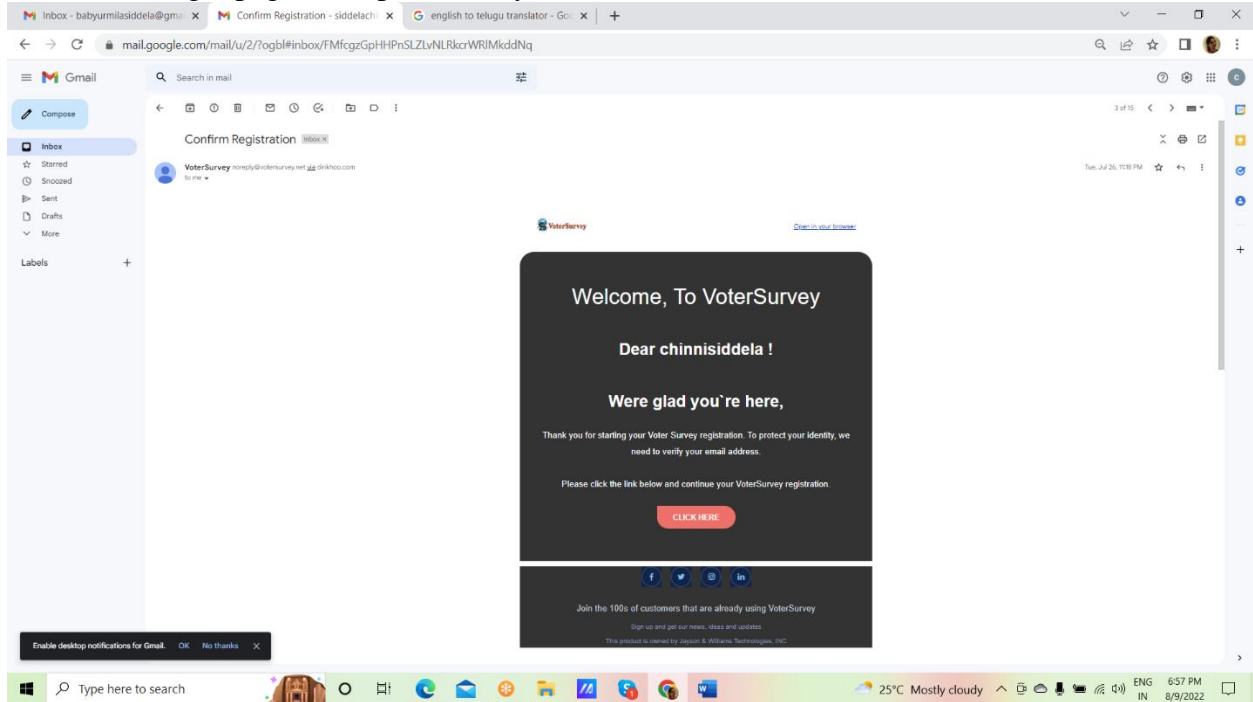 Inbox - babyurmilasiddela@gma
Confirm Registration - siddelachi
english to telugu translator - Goo
mail.google.com/mail/u/2/?ogbl#inbox/FMfcgzGpHHPnSLZLvNLRkcrWRlMkddNq
Gmail
Search in mail
Compose
3 of 15
Confirm Registration Inbox x
Inbox
Starred
Snoozed
Sent
Drafts
More
Labels
VoterSurvey noreply@votersurvey.net via dinkhoo.com
to me
Tue, Jul 26, 11:18 PM
VoterSurvey
Open in your browser
Welcome, To VoterSurvey
Dear chinnisiddela !
Were glad you`re here,
Thank you for starting your Voter Survey registration. To protect your identity, we
need to verify your email address.
Please click the link below and continue your VoterSurvey registration.
CLICK HERE
Join the 100s of customers that are already using VoterSurvey
Sign up and get our news, ideas and updates
This product is owned by Jayson & Williams Technologies, INC.
Enable desktop notifications for Gmail. OK No thanks X
Type here to search
25°C Mostly cloudy
ENG
IN
6:57 PM
8/9/2022